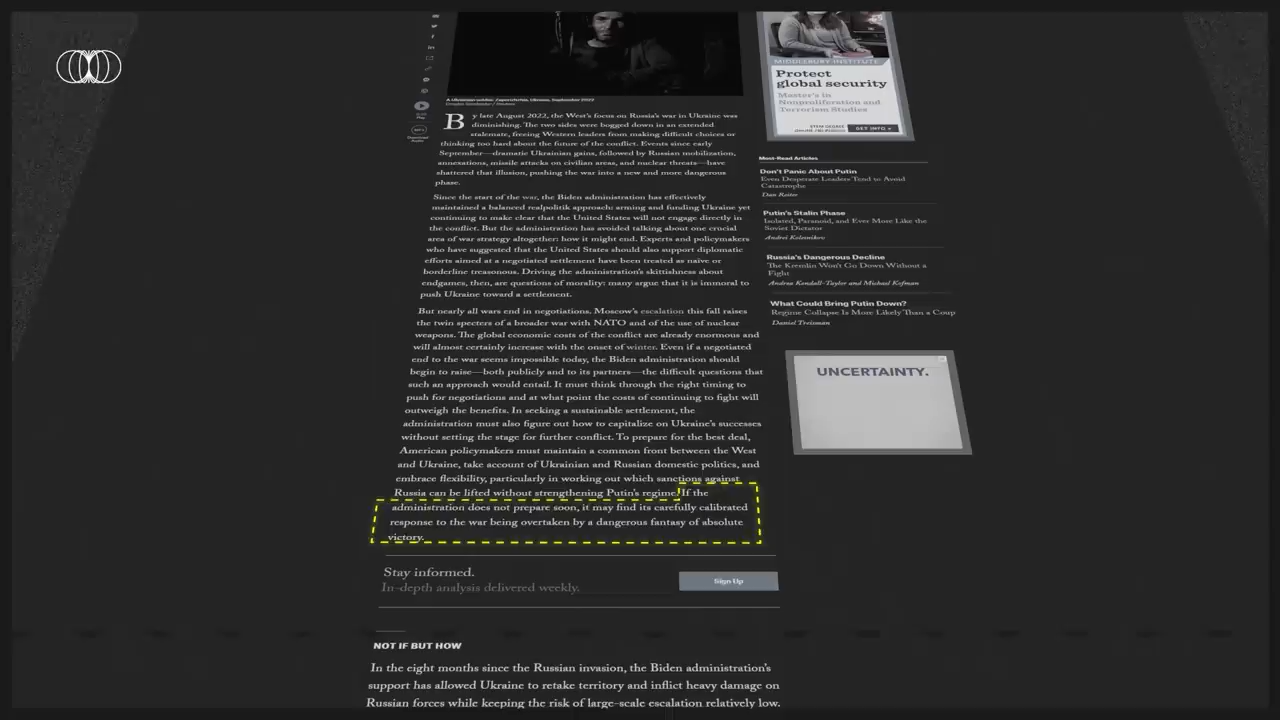 A Ukrainian soldier, Zaporizhzhia, Ukraine, September 2022
By late August 2022, the West's focus on Russia's war in Ukraine was
diminishing. The two sides were bogged down in an extended
stalemate, freeing Western leaders from making difficult choices or
thinking too hard about the future of the conflict. Events since early
September—dramatic Ukrainian gains, followed by Russian mobilization,
annexations, missile attacks on civilian areas, and nuclear threats—have
shattered that illusion, pushing the war into a new and more dangerous
phase.
Since the start of the war, the Biden administration has effectively
maintained a balanced realpolitik approach: arming and funding Ukraine yet
continuing to make clear that the United States will not engage directly in
the conflict. But the administration has avoided talking about one crucial
area of war strategy altogether: how it might end. Experts and policymakers
who have suggested that the United States should also support diplomatic
efforts aimed at a negotiated settlement have been treated as naive or
borderline treasonous. Driving the administration's skittishness about
endgames, then, are questions of morality: many argue that it is immoral to
push Ukraine toward a settlement.
But nearly all wars end in negotiations. Moscow's escalation this fall raises
the twin specters of a broader war with NATO and of the use of nuclear
weapons. The global economic costs of the conflict are already enormous and
will almost certainly increase with the onset of winter. Even if a negotiated
end to the war seems impossible today, the Biden administration should
begin to raise—both publicly and to its partners—the difficult questions that
such an approach would entail. It must think through the right timing to
push for negotiations and at what point the costs of continuing to fight will
outweigh the benefits. In seeking a sustainable settlement, the
administration must also figure out how to capitalize on Ukraine's successes
without setting the stage for further conflict. To prepare for the best deal,
American policymakers must maintain a common front between the West
and Ukraine, take account of Ukrainian and Russian domestic politics, and
embrace flexibility, particularly in working out which sanctions against
Russia can be lifted without strengthening Putin's regime. If the
administration does not prepare soon, it may find its carefully calibrated
response to the war being overtaken by a dangerous fantasy of absolute
victory.
Stay informed.
In-depth analysis delivered weekly.
Sign Up
NOT IF BUT HOW
In the eight months since the Russian invasion, the Biden administration's
support has allowed Ukraine to retake territory and inflict heavy damage on
Russian forces while keeping the risk of large-scale escalation relatively low.
MIDDLEBURY INSTITUTE
Protect
global security
Master's in
Nonproliferation and
Terrorism Studies
GET INFO
Most-Read Articles
Don't Panic About Putin
Even Desperate Leaders Tend to Avoid
Catastrophe
Dan Reiter
Putin's Stalin Phase
Isolated, Paranoid, and Ever More Like the
Soviet Dictator
Andrei Kolesnikov
Russia's Dangerous Decline
The Kremlin Won't Go Down Without a
Fight
Andrea Kendall-Taylor and Michael Kofman
What Could Bring Putin Down?
Regime Collapse Is More Likely Than a Coup
Daniel Treisman
UNCERTAINTY.